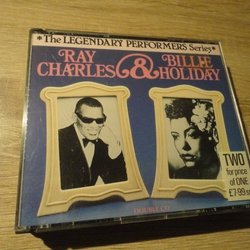 *The LEGENDARY PERFORMERS Series*
RAY CHARLES & BILLIE HOLIDAY
TWO
for price
of ONE
£7.99
DOUBLE CD